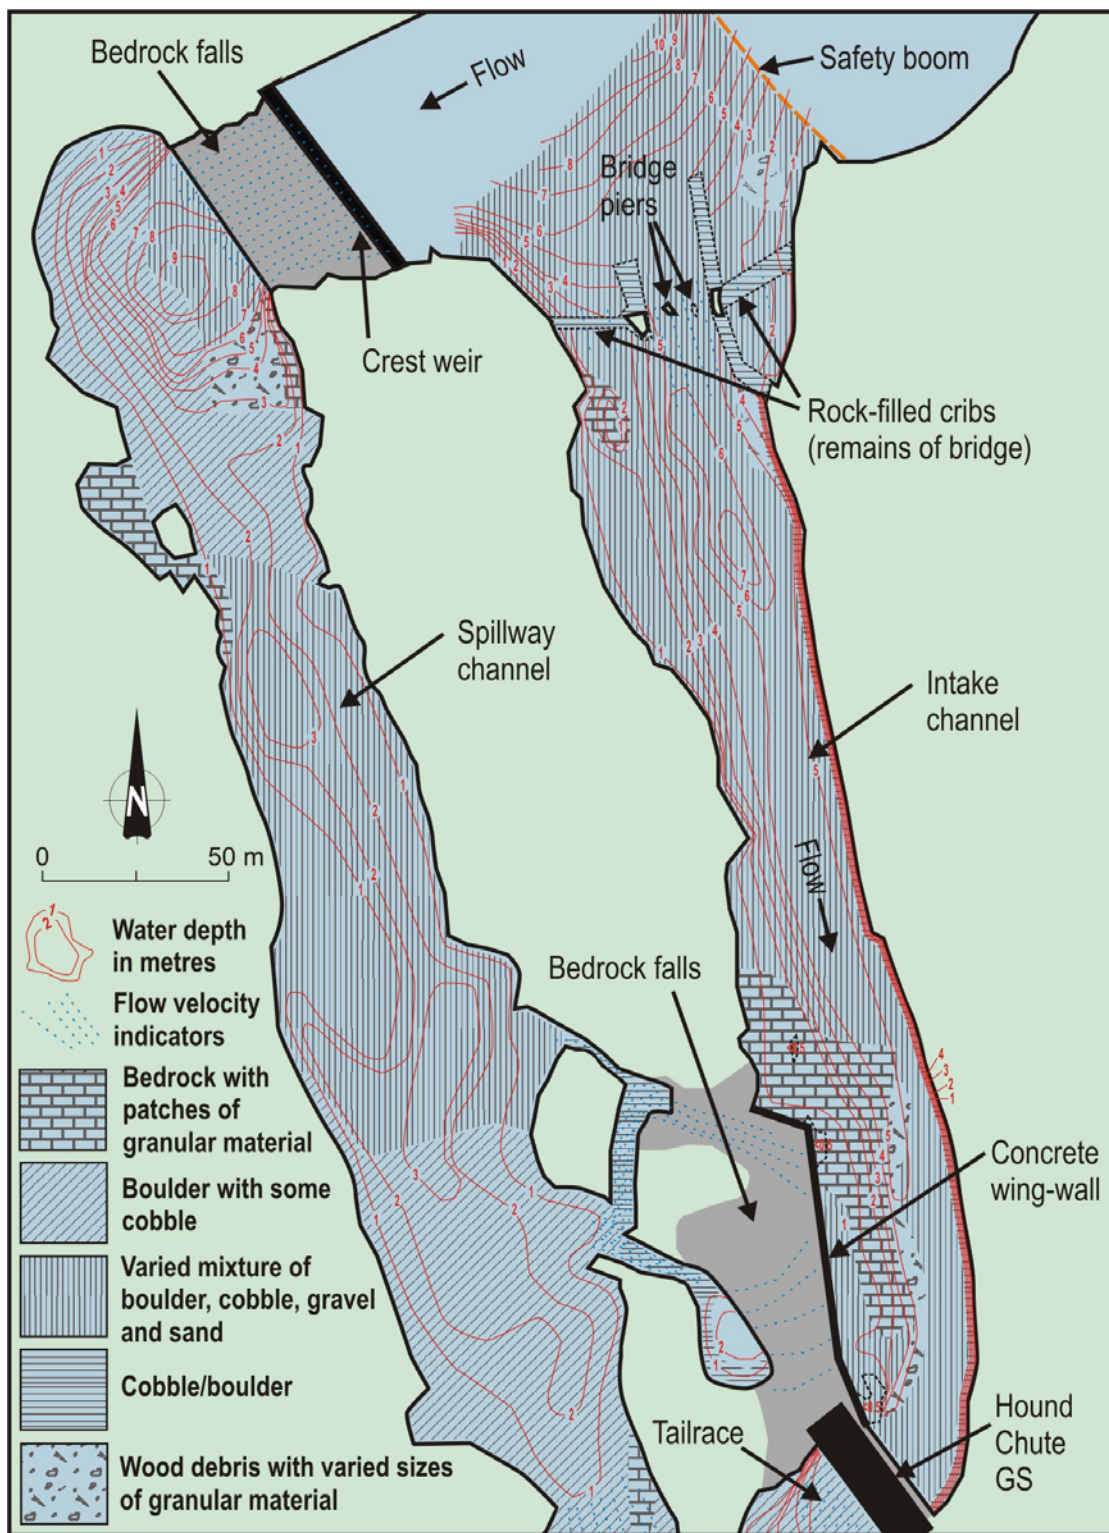 Bedrock falls
Flow
Safety boom
Bridge
piers
Crest weir
Rock-filled cribs
(remains of bridge)
Spillway
channel
Intake
channel
N
0 50 m
Flow
1
2
Water depth
in metres
Flow velocity
indicators
Bedrock falls
Bedrock with
patches of
granular material
Boulder with some
cobble
Concrete
wing-wall
Varied mixture of
boulder, cobble, gravel
and sand
Cobble/boulder
Tailrace
Hound
Chute
GS
Wood debris with varied sizes
of granular material